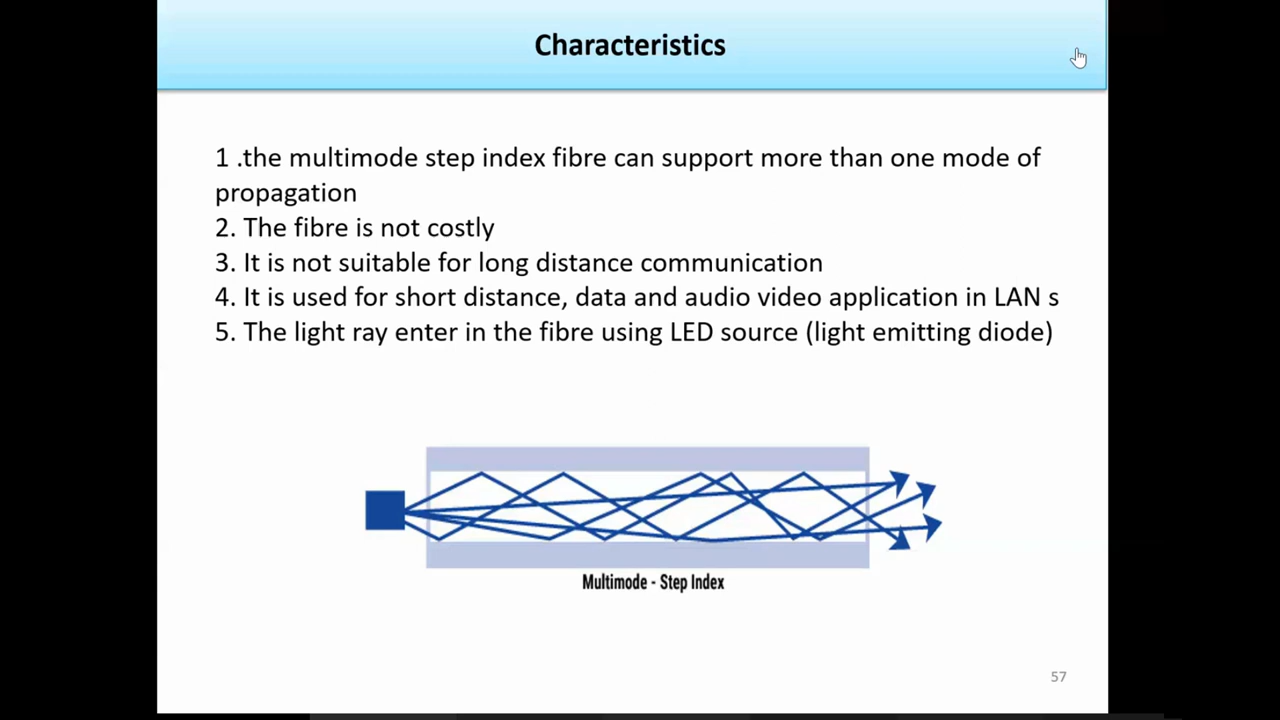 Characteristics
1 .the multimode step index fibre can support more than one mode of
propagation
2. The fibre is not costly
3. It is not suitable for long distance communication
4. It is used for short distance, data and audio video application in LAN s
5. The light ray enter in the fibre using LED source (light emitting diode)
Multimode - Step Index
57